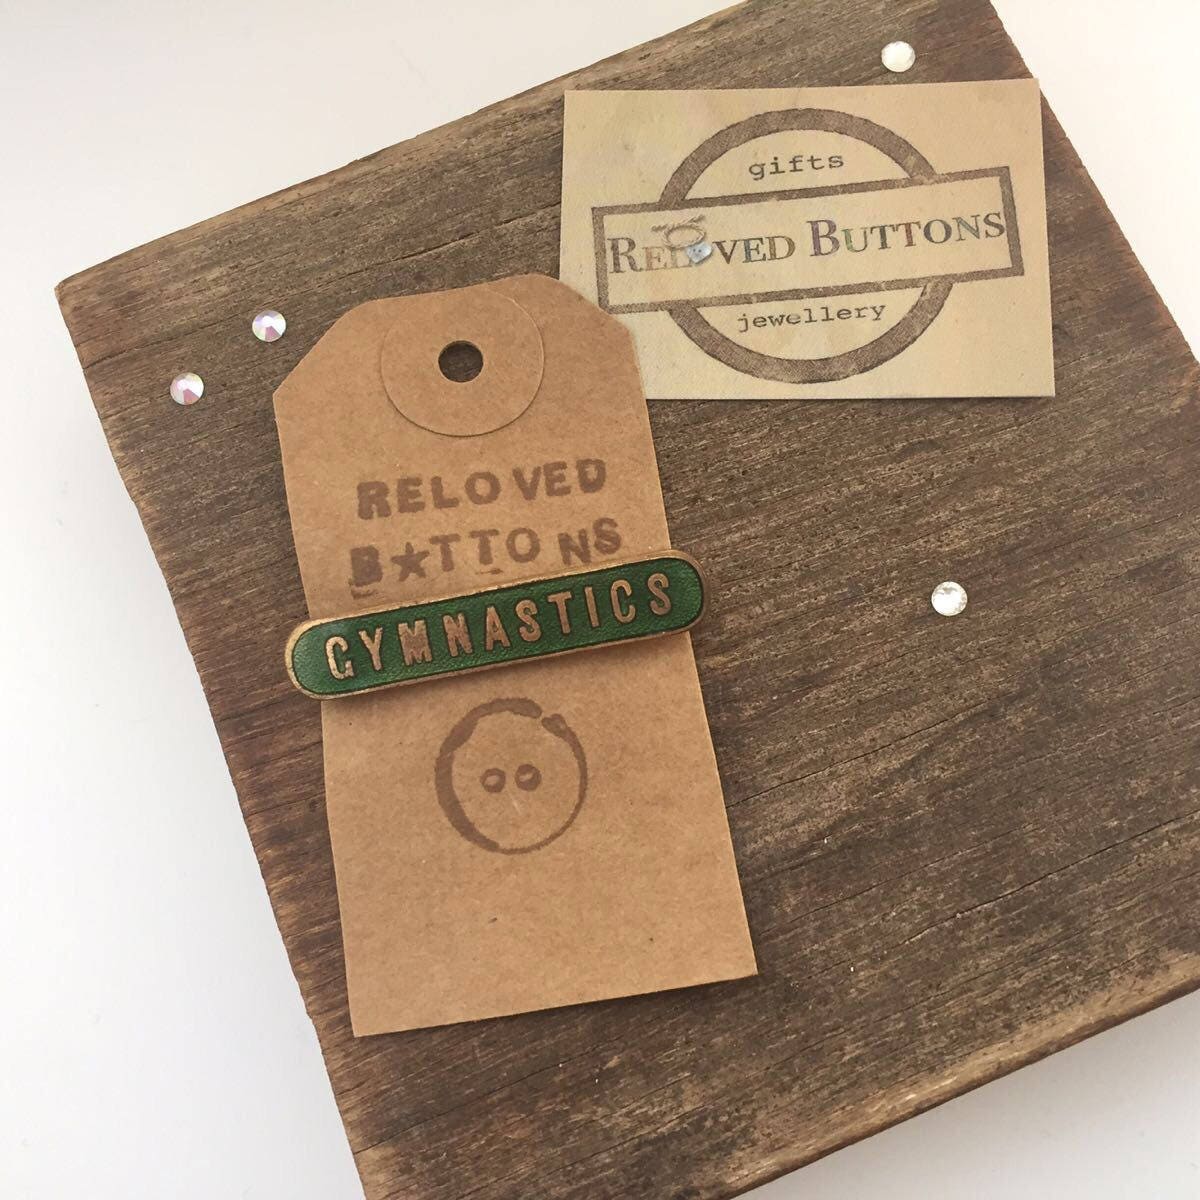 gifts
RELOVED BUTTONS
jewellery
RELOVED
B★TTONS
GYMNASTICS